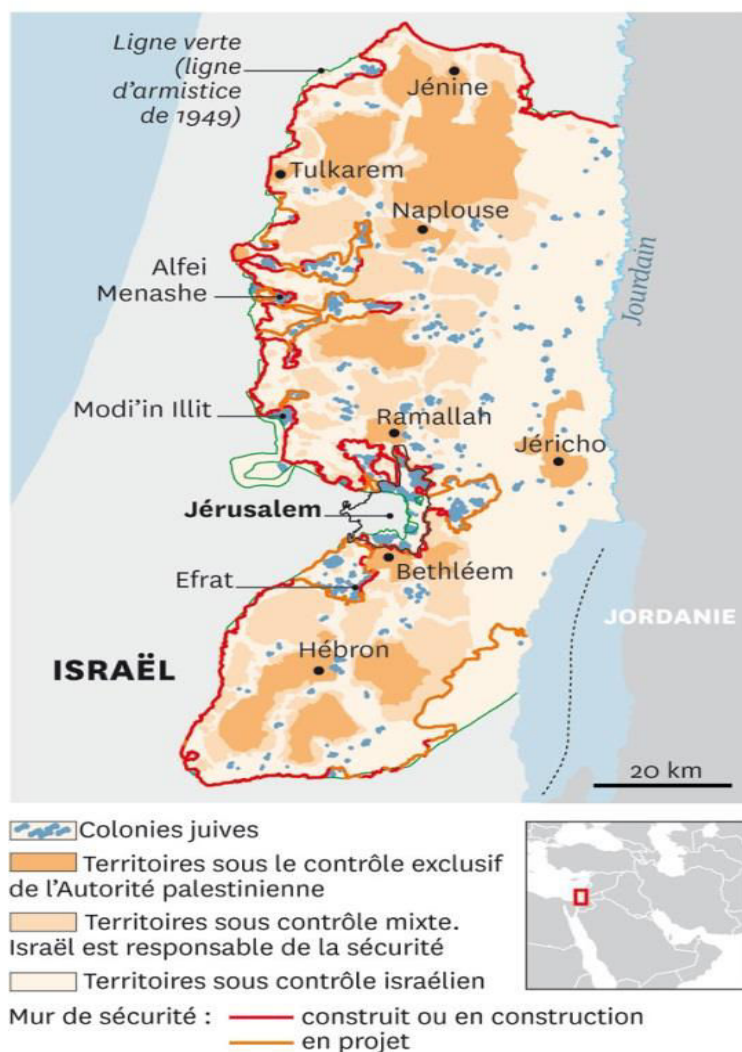 Ligne verte
(ligne
d'armistice
de 1949)
Jénine
Tulkarem
Naplouse
Alfei
Menashe
Jourdain
Modi'in Illit
Ramallah
Jéricho
Jérusalem
Bethléem
Efrat
JORDANIE
Hébron
ISRAËL
20 km
Colonies juives
Territoires sous le contrôle exclusif
de l'Autorité palestinienne
Territoires sous contrôle mixte.
Israël est responsable de la sécurité
Territoires sous contrôle israélien
Mur de sécurité : construit ou en construction
en projet